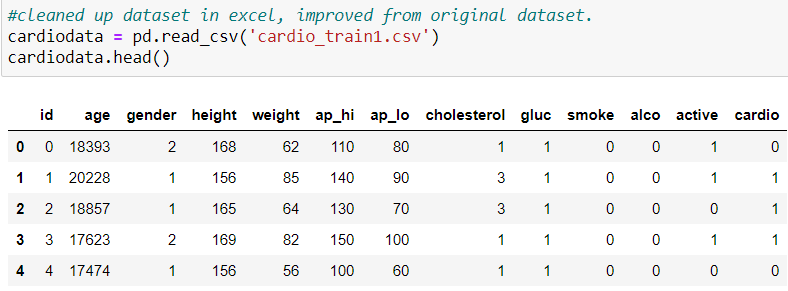 #cleaned up dataset in excel, improved from original dataset.
cardiodata = pd.read_csv('cardio_train1.csv')
cardiodata.head()
id age gender height weight ap_hi ap_lo cholesterol gluc smoke alco active cardio
0 0 18393 2 168 62 110 80 1 1 0 0 1 0
1 1 20228 1 156 85 140 90 3 1 0 0 1 1
2 2 18857 1 165 64 130 70 3 1 0 0 0 1
3 3 17623 2 169 82 150 100 1 1 0 0 1 1
4 4 17474 1 156 56 100 60 1 1 0 0 0 0